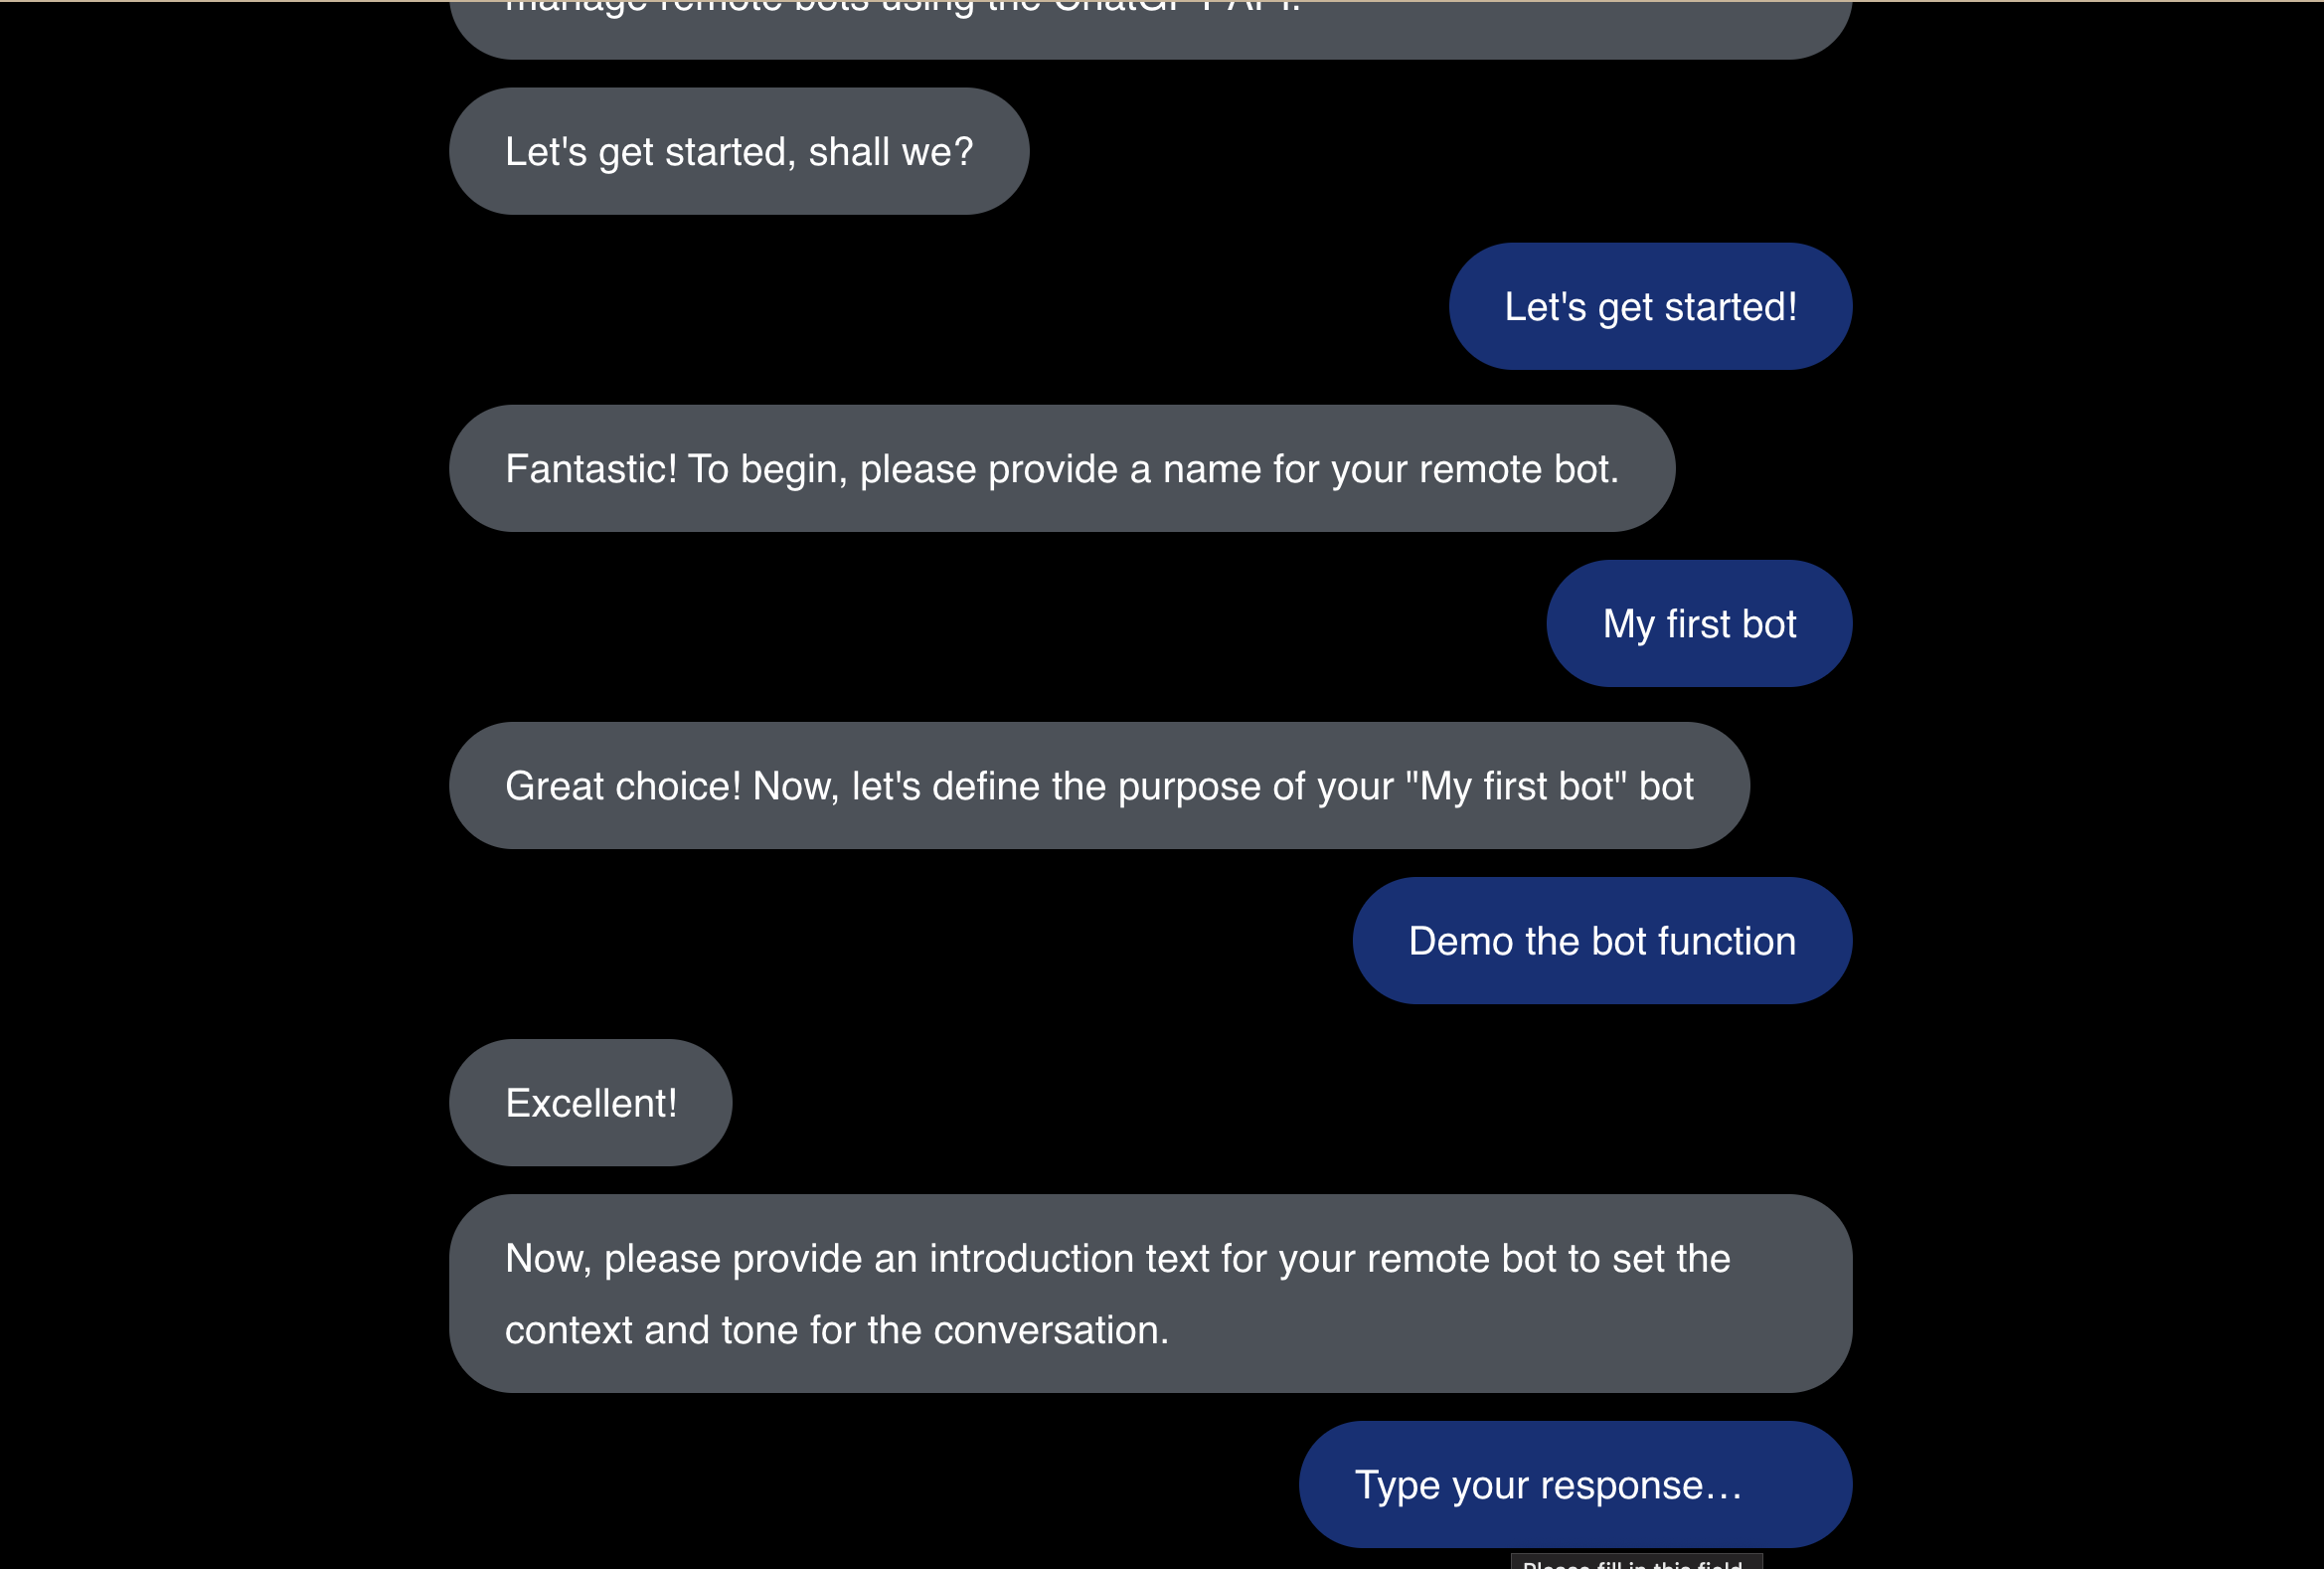 manage remote bots using the ChatGPT API.
Let's get started, shall we?
Let's get started!
Fantastic! To begin, please provide a name for your remote bot.
My first bot
Great choice! Now, let's define the purpose of your "My first bot" bot
Demo the bot function
Excellent!
Now, please provide an introduction text for your remote bot to set the
context and tone for the conversation.
Type your response…
Please fill in this field